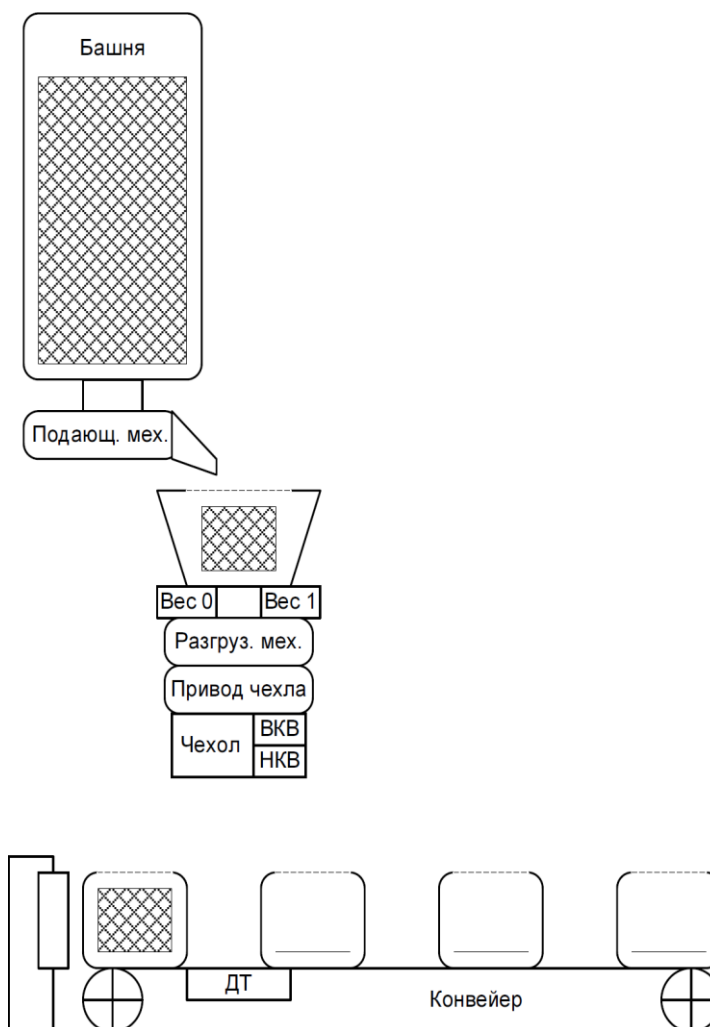 Башня
Подающ. мех.
Вес 0 Вес 1
Разгруз. мех.
Привод чехла
Чехол
ВКВ
НКВ
ДТ
Конвейер